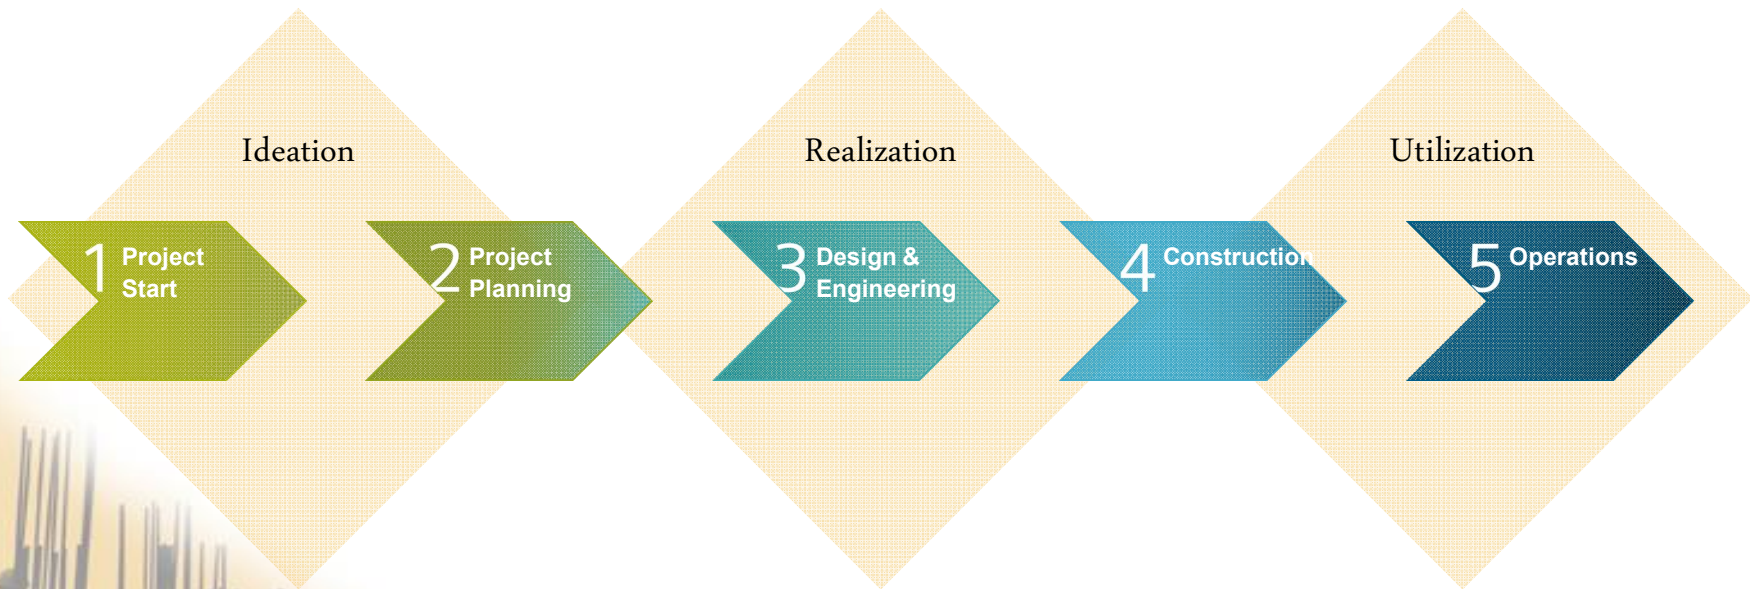 Ideation
Realization
Utilization
1 Project
Start
2 Project
Planning
3 Design &
Engineering
4 Construction
5 Operations